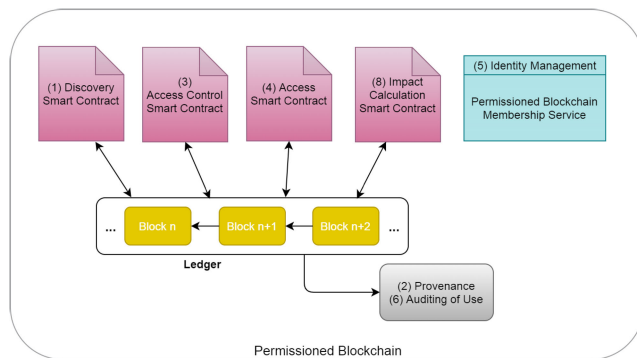 (1) Discovery
Smart Contract
(3)
Access Control
Smart Contract
(4) Access
Smart Contract
(8) Impact
Calculation
Smart Contract
(5) Identity Management
Permissioned Blockchain
Membership Service
... Block n Block n+1 Block n+2 ...
Ledger
(2) Provenance
(6) Auditing of Use
Permissioned Blockchain